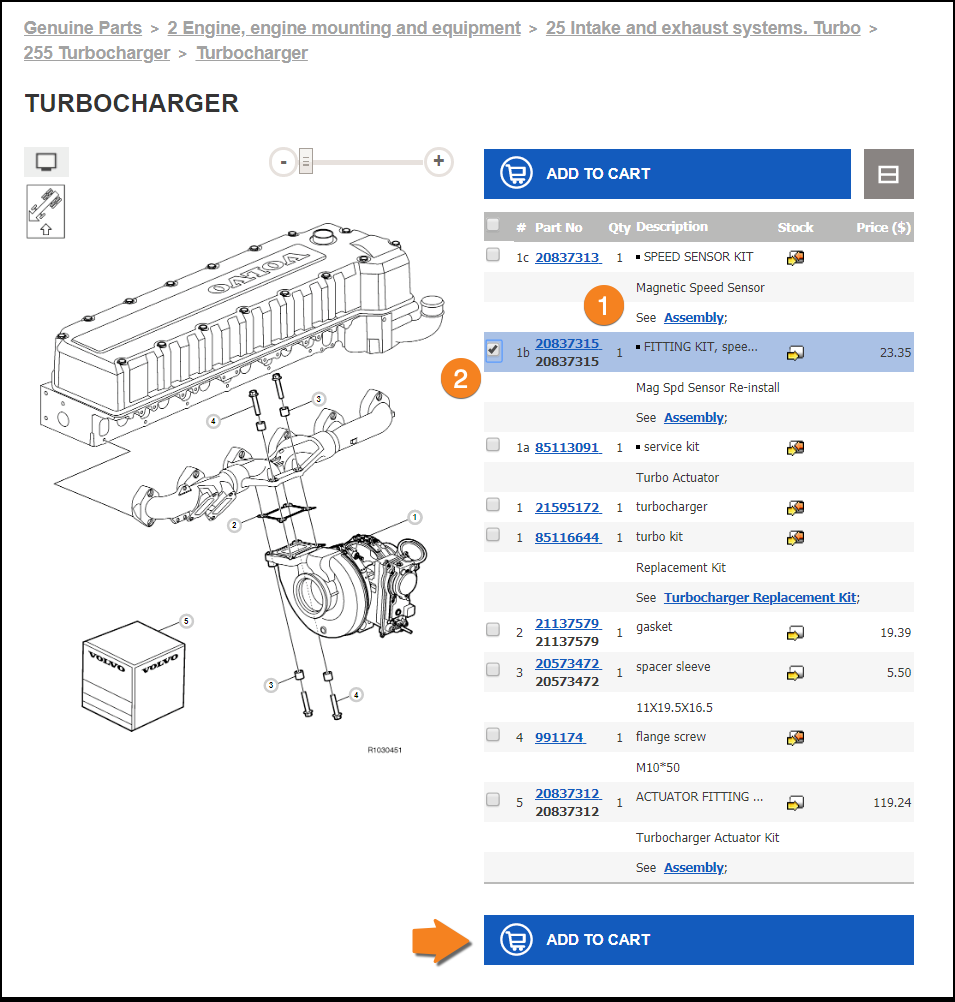 Genuine Parts > 2 Engine, engine mounting and equipment > 25 Intake and exhaust systems. Turbo >
255 Turbocharger > Turbocharger
TURBOCHARGER
- +
VOLVO
4
3
2
1
5
VOLVO VOLVO
3
4
R1030451
ADD TO CART
# Part No Qty Description Stock Price ($)
1c 20837313 1 ▪ SPEED SENSOR KIT
Magnetic Speed Sensor
1
See Assembly;
2
1b 20837315 1 ▪ FITTING KIT, spee... 23.35
20837315
Mag Spd Sensor Re-install
See Assembly;
1a 85113091 1 ▪ service kit
Turbo Actuator
1 21595172 1 turbocharger
1 85116644 1 turbo kit
Replacement Kit
See Turbocharger Replacement Kit;
2 21137579 1 gasket 19.39
21137579
3 20573472 1 spacer sleeve 5.50
20573472
11X19.5X16.5
4 991174 1 flange screw
M10*50
5 20837312 1 ACTUATOR FITTING ... 119.24
20837312
Turbocharger Actuator Kit
See Assembly;
ADD TO CART